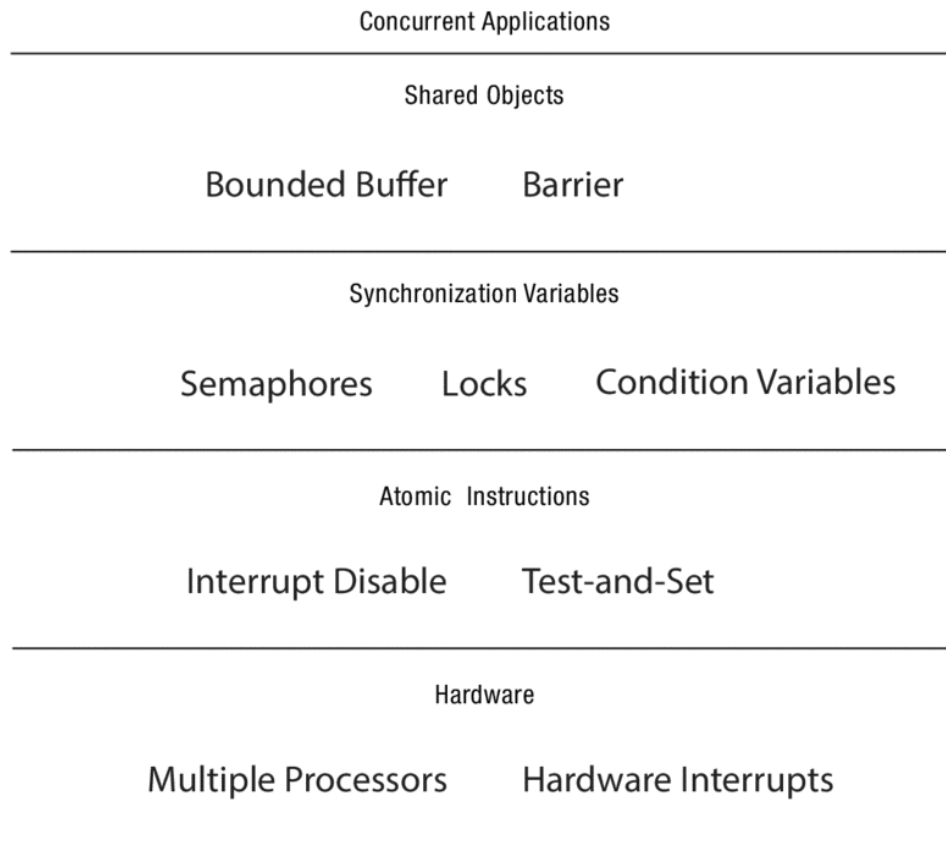 Concurrent Applications
Shared Objects
Bounded Buffer Barrier
Synchronization Variables
Semaphores Locks Condition Variables
Atomic Instructions
Interrupt Disable Test-and-Set
Hardware
Multiple Processors Hardware Interrupts